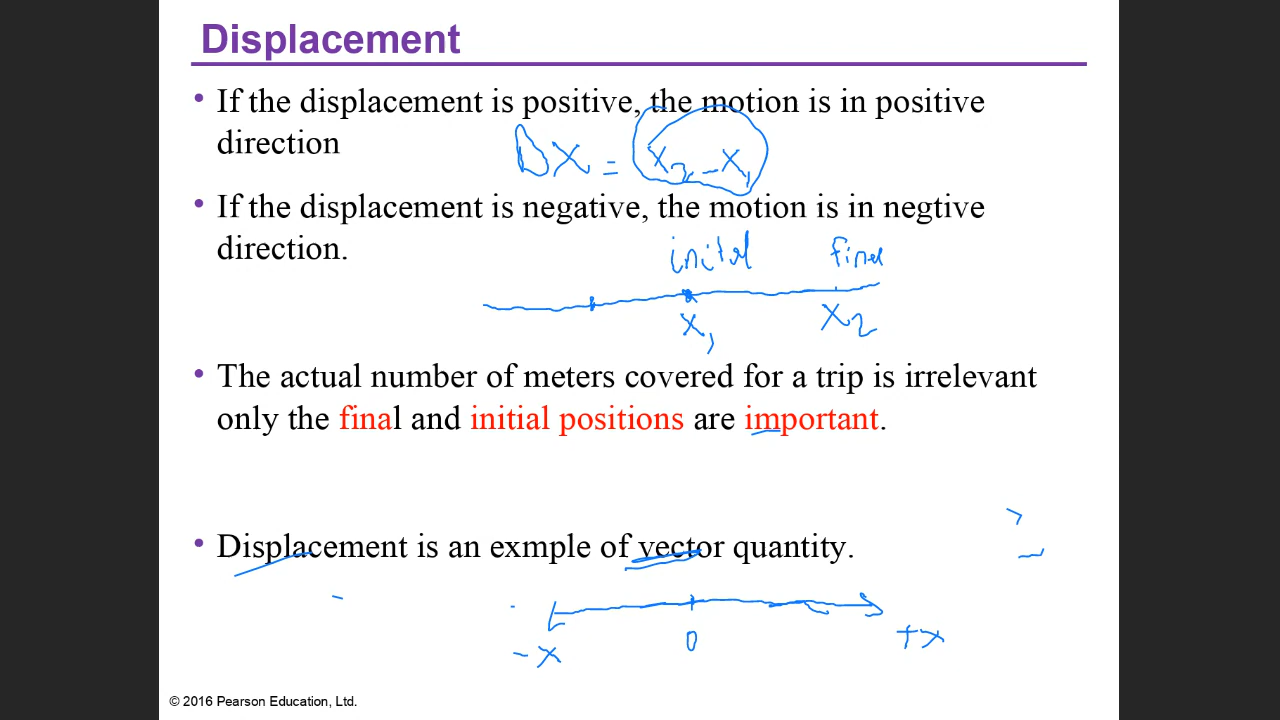 Displacement
• If the displacement is positive, the motion is in positive
direction
Δx = x₂ - x₁
• If the displacement is negative, the motion is in negtive
direction.
inital final
x₁ x₂
• The actual number of meters covered for a trip is irrelevant
only the final and initial positions are important.
• Displacement is an exmple of vector quantity.
-x 0 +x
© 2016 Pearson Education, Ltd.